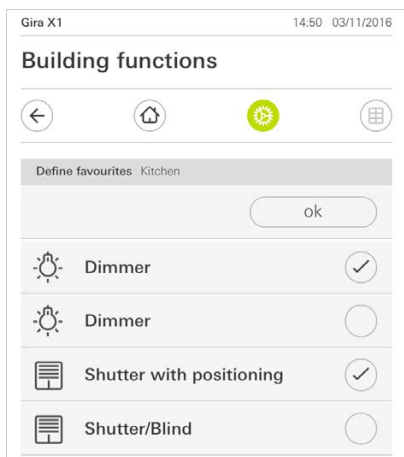 Gira X1 14:50 03/11/2016
Building functions
Define favourites Kitchen
ok
Dimmer
Dimmer
Shutter with positioning
Shutter/Blind